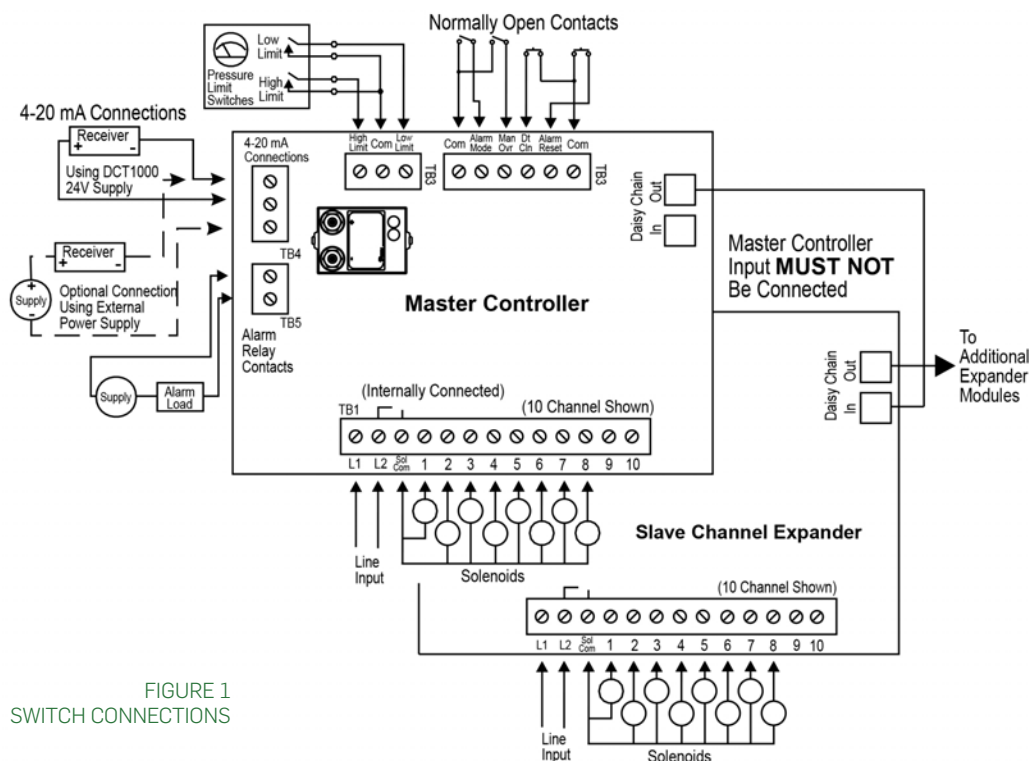 Normally Open Contacts
Low
Limit
Pressure
Limit
Switches
High
Limit
4-20 mA Connections
Receiver
+ -
Using DCT1000
24V Supply
Receiver
+ -
Supply
+
-
Optional Connection
Using External
Power Supply
Supply
Alarm
Load
4-20 mA
Connections
TB4
TB5
Alarm
Relay
Contacts
High
Limit
Com
Low
Limit
TB3
Com
Alarm
Mode
Man
Ovr
Dt
Cln
Alarm
Reset
Com
TB3
Daisy Chain
Out
In
Master Controller
Input MUST NOT
Be Connected
Master Controller
(Internally Connected)
(10 Channel Shown)
TB1
L1 L2 Sol
Com 1 2 3 4 5 6 7 8 9 10
Line
Input
Solenoids
Daisy Chain
Out
In
To
Additional
Expander
Modules
Slave Channel Expander
(10 Channel Shown)
L1 L2 Sol
Com 1 2 3 4 5 6 7 8 9 10
Line
Input
Solenoids
FIGURE 1
SWITCH CONNECTIONS